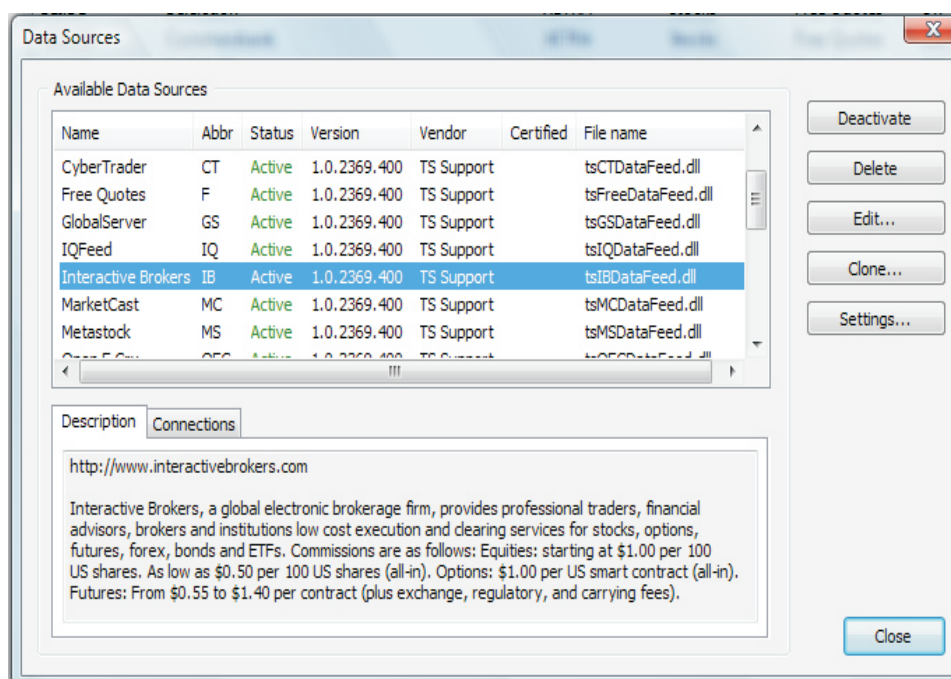 Data Sources
X
Available Data Sources
Name Abbr Status Version Vendor Certified File name
CyberTrader CT Active 1.0.2369.400 TS Support tsCTDataFeed.dll
Free Quotes F Active 1.0.2369.400 TS Support tsFreeDataFeed.dll
GlobalServer GS Active 1.0.2369.400 TS Support tsGSDataFeed.dll
IQFeed IQ Active 1.0.2369.400 TS Support tsIQDataFeed.dll
Interactive Brokers IB Active 1.0.2369.400 TS Support tsIBDataFeed.dll
MarketCast MC Active 1.0.2369.400 TS Support tsMCDataFeed.dll
Metastock MS Active 1.0.2369.400 TS Support tsMSDataFeed.dll
Deactivate
Delete
Edit...
Clone...
Settings...
Description Connections
http://www.interactivebrokers.com
Interactive Brokers, a global electronic brokerage firm, provides professional traders, financial
advisors, brokers and institutions low cost execution and clearing services for stocks, options,
futures, forex, bonds and ETFs. Commissions are as follows: Equities: starting at $1.00 per 100
US shares. As low as $0.50 per 100 US shares (all-in). Options: $1.00 per US smart contract (all-in).
Futures: From $0.55 to $1.40 per contract (plus exchange, regulatory, and carrying fees).
Close